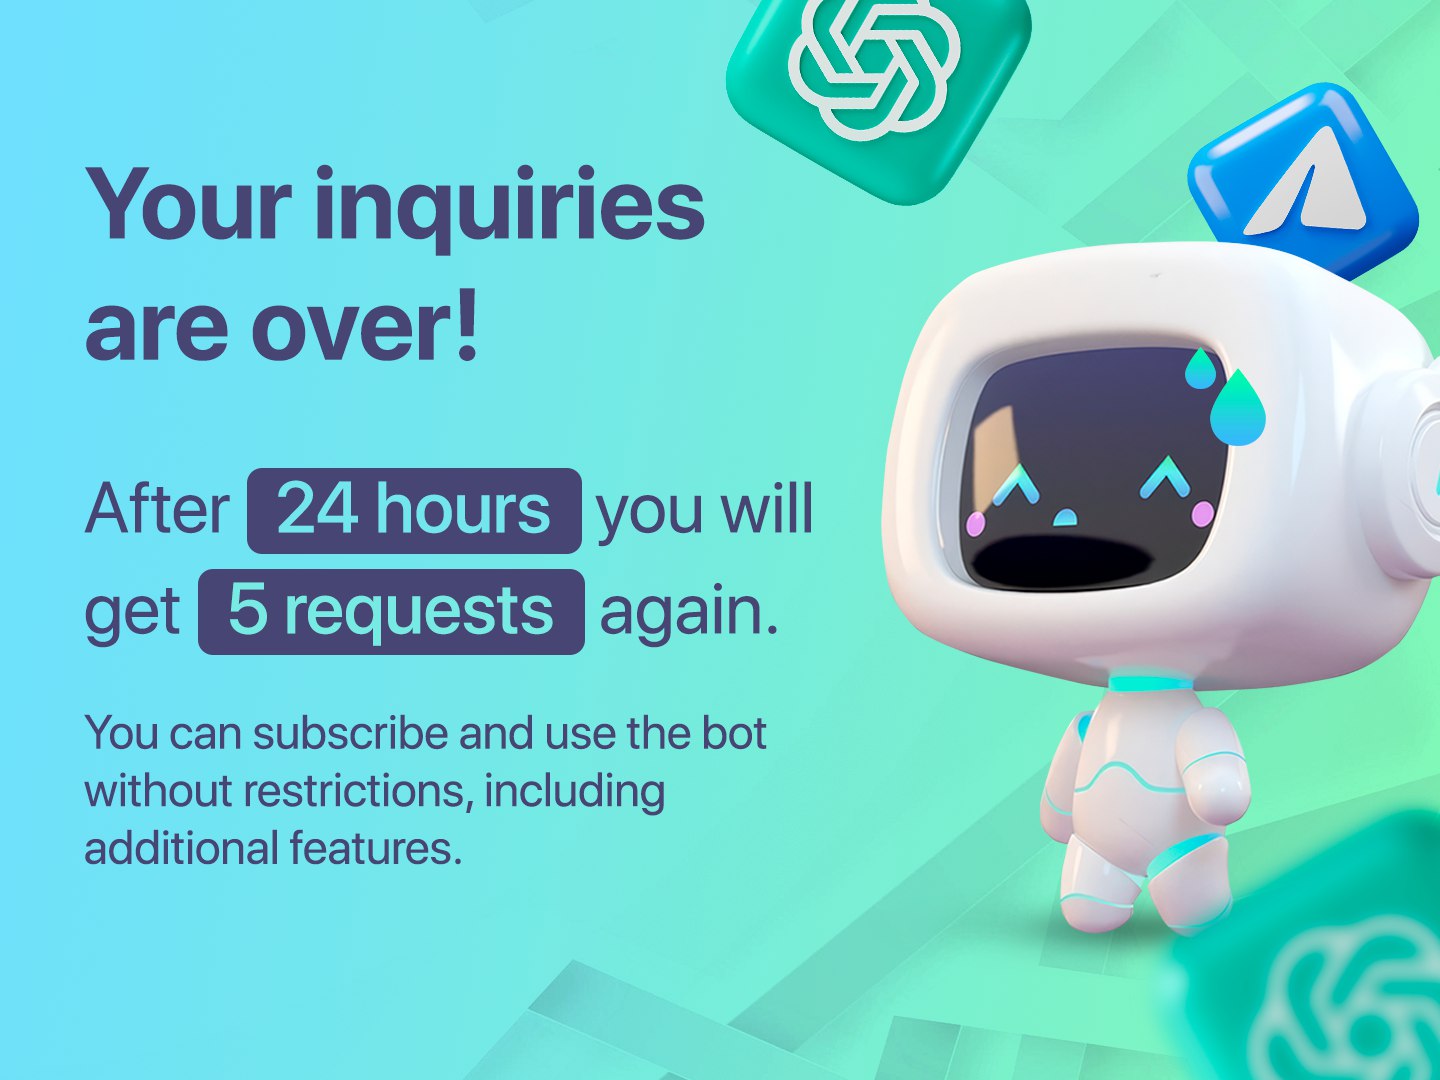 Your inquiries
are over!
After 24 hours you will
get 5 requests again.
You can subscribe and use the bot
without restrictions, including
additional features.